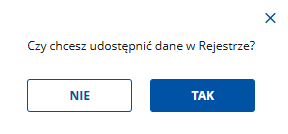 Czy chcesz udostępnić dane w Rejestrze?
NIE TAK